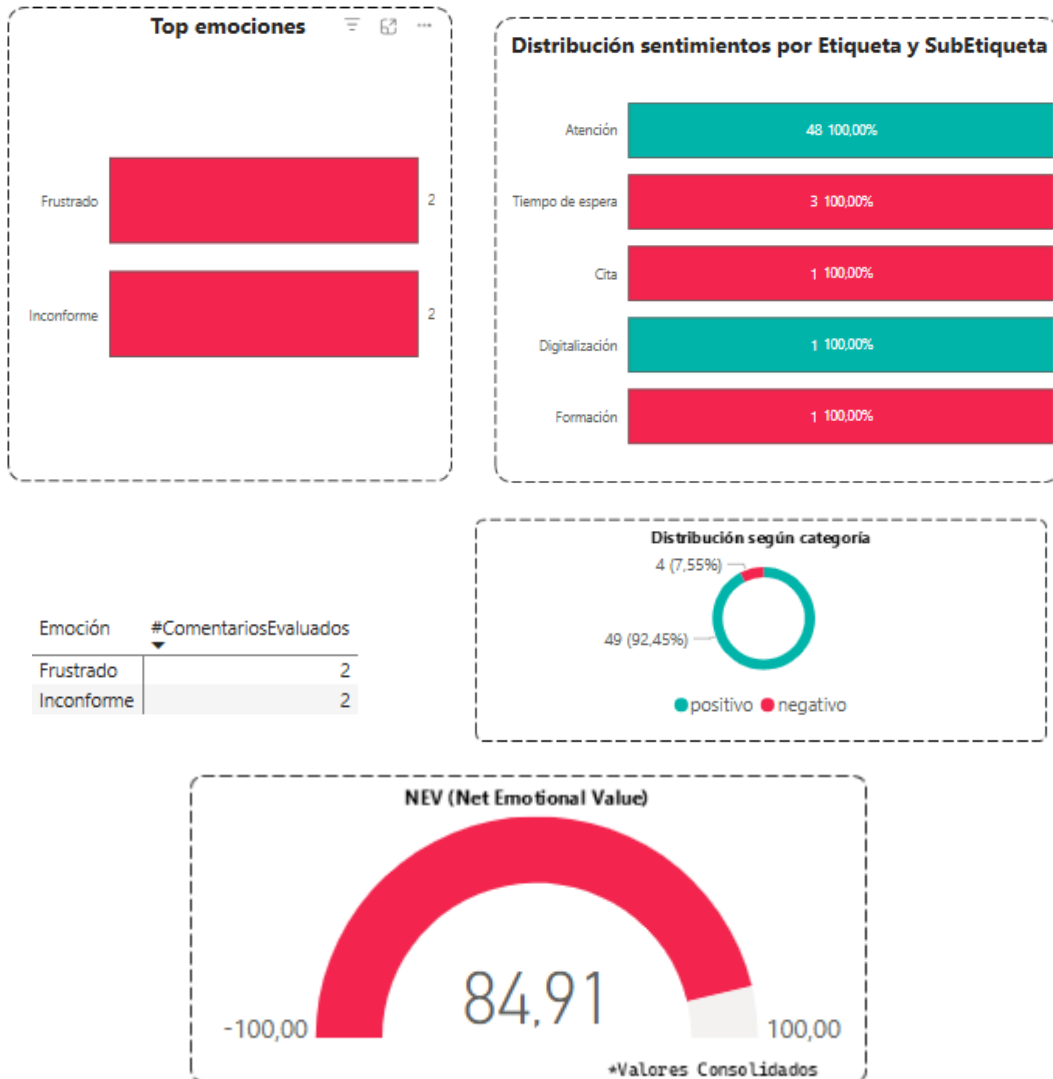 Top emociones
Frustrado 2
Inconforme 2
Distribución sentimientos por Etiqueta y SubEtiqueta
Atención 48 100,00%
Tiempo de espera 3 100,00%
Cita 1 100,00%
Digitalización 1 100,00%
Formación 1 100,00%
Emoción #ComentariosEvaluados
Frustrado 2
Inconforme 2
Distribución según categoría
4 (7,55%)
49 (92,45%)
positivo negativo
NEV (Net Emotional Value)
84,91
-100,00 100,00
*Valores Consolidados